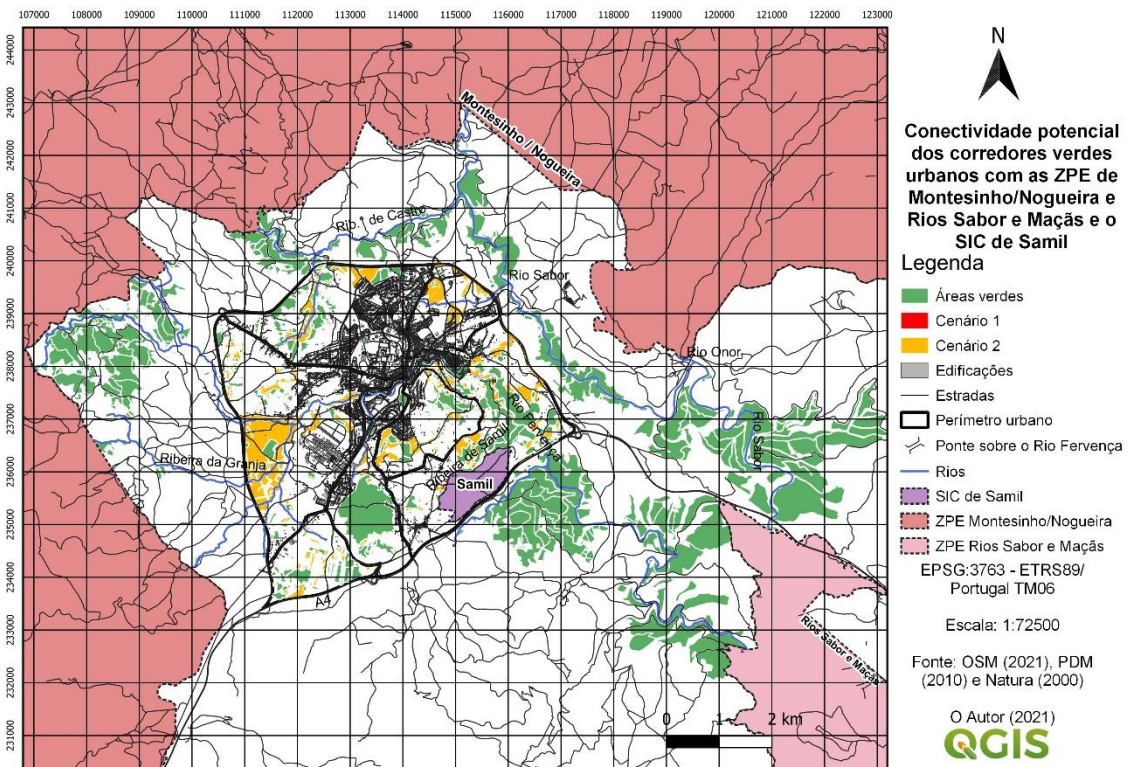 107000 108000 109000 110000 111000 112000 113000 114000 115000 116000 117000 118000 119000 120000 121000 122000 123000
244000
243000
242000
241000
240000
239000
238000
237000
236000
235000
234000
233000
232000
231000
Montesinho / Nogueira
Rib.ª de Castro
Rio Sabor
Rio Onor
Rio Fervença
Rio Sabor
Ribeira da Granja
Ribeira de Samil
Samil
A4
Rios Sabor e Maçãs
0 1 2 km
N
Conectividade potencial
dos corredores verdes
urbanos com as ZPE de
Montesinho/Nogueira e
Rios Sabor e Maçãs e o
SIC de Samil
Legenda
Áreas verdes
Cenário 1
Cenário 2
Edificações
Estradas
Perímetro urbano
Ponte sobre o Rio Fervença
Rios
SIC de Samil
ZPE Montesinho/Nogueira
ZPE Rios Sabor e Maçãs
EPSG:3763 - ETRS89/
Portugal TM06
Escala: 1:72500
Fonte: OSM (2021), PDM
(2010) e Natura (2000)
O Autor (2021)
QGIS